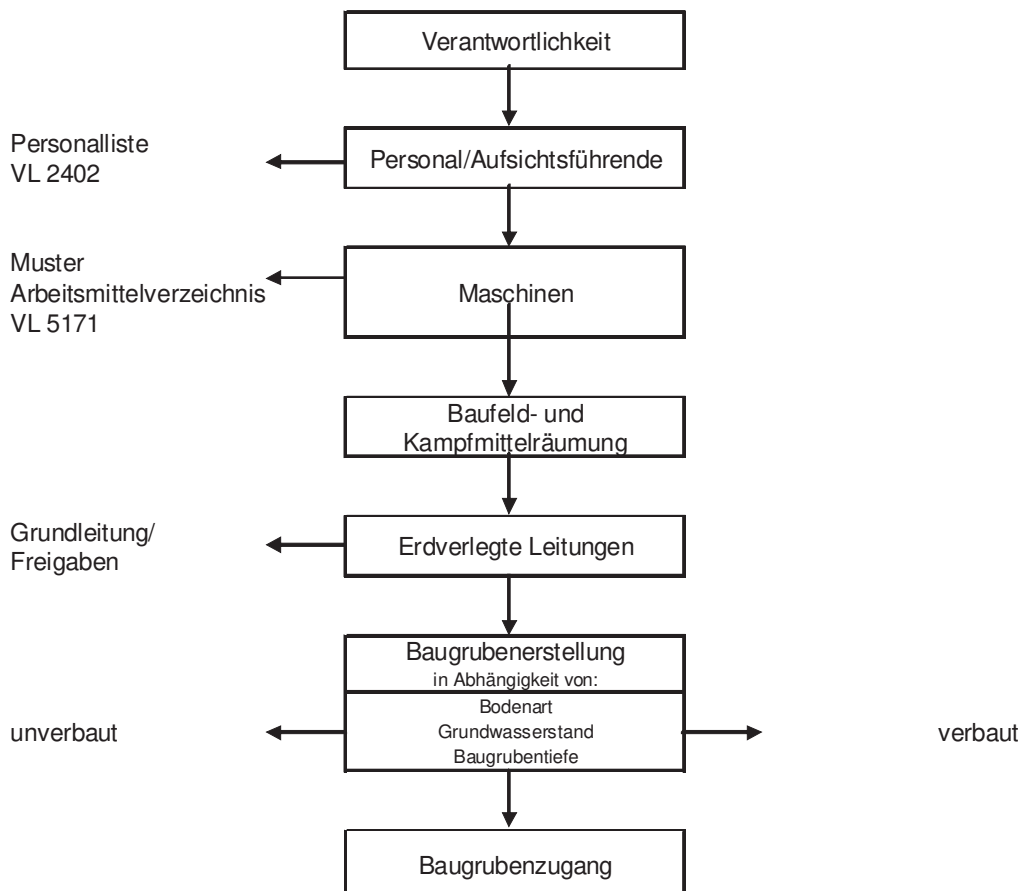 Verantwortlichkeit
Personalliste
VL 2402
Personal/Aufsichtsführende
Muster
Arbeitsmittelverzeichnis
VL 5171
Maschinen
Baufeld- und
Kampfmittelräumung
Grundleitung/
Freigaben
Erdverlegte Leitungen
Baugrubenerstellung
in Abhängigkeit von:
Bodenart
Grundwasserstand
Baugrubentiefe
unverbaut
verbaut
Baugrubenzugang